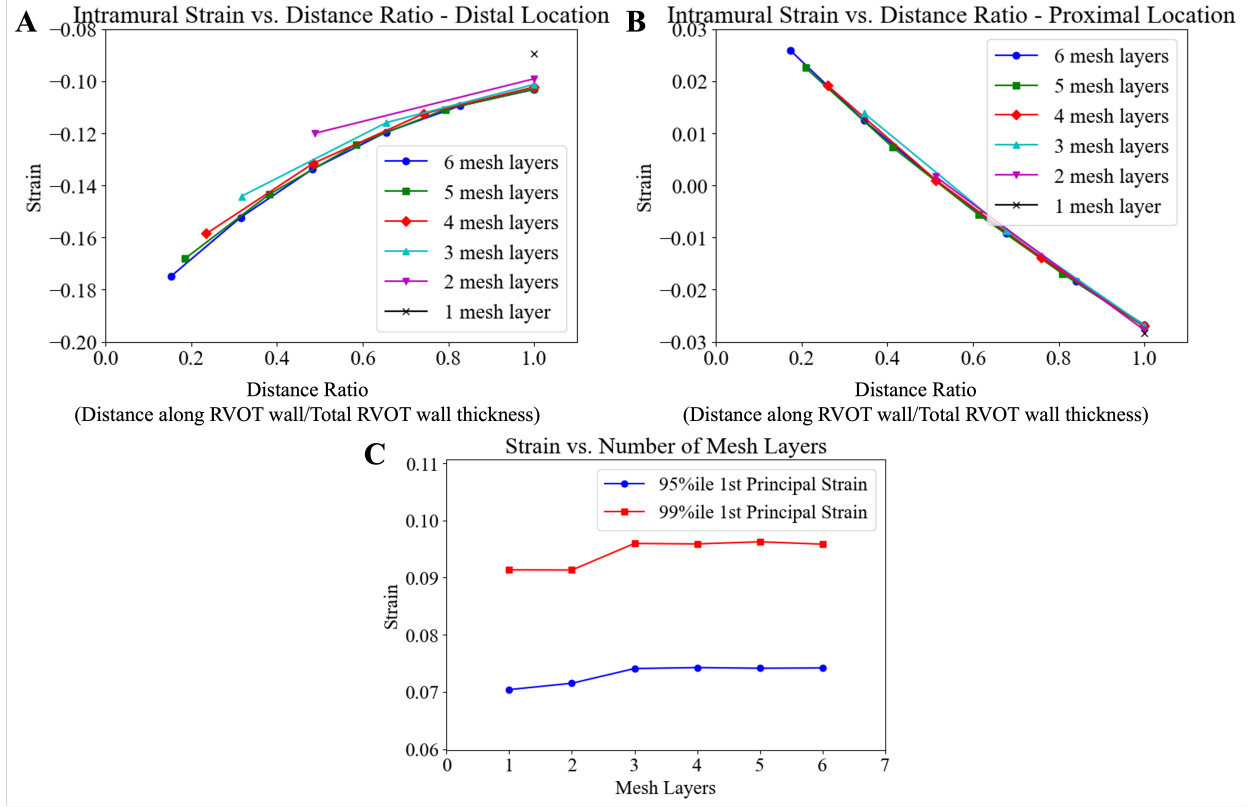 A
Intramural Strain vs. Distance Ratio - Distal Location
−0.08
−0.10
−0.12
−0.14
−0.16
−0.18
−0.20
Strain
6 mesh layers
5 mesh layers
4 mesh layers
3 mesh layers
2 mesh layers
1 mesh layer
0.0 0.2 0.4 0.6 0.8 1.0
Distance Ratio
(Distance along RVOT wall/Total RVOT wall thickness)
B
Intramural Strain vs. Distance Ratio - Proximal Location
0.03
0.02
0.01
0.00
−0.01
−0.02
−0.03
Strain
6 mesh layers
5 mesh layers
4 mesh layers
3 mesh layers
2 mesh layers
1 mesh layer
0.0 0.2 0.4 0.6 0.8 1.0
Distance Ratio
(Distance along RVOT wall/Total RVOT wall thickness)
C
Strain vs. Number of Mesh Layers
0.11
0.10
0.09
0.08
0.07
0.06
Strain
95%ile 1st Principal Strain
99%ile 1st Principal Strain
0 1 2 3 4 5 6 7
Mesh Layers